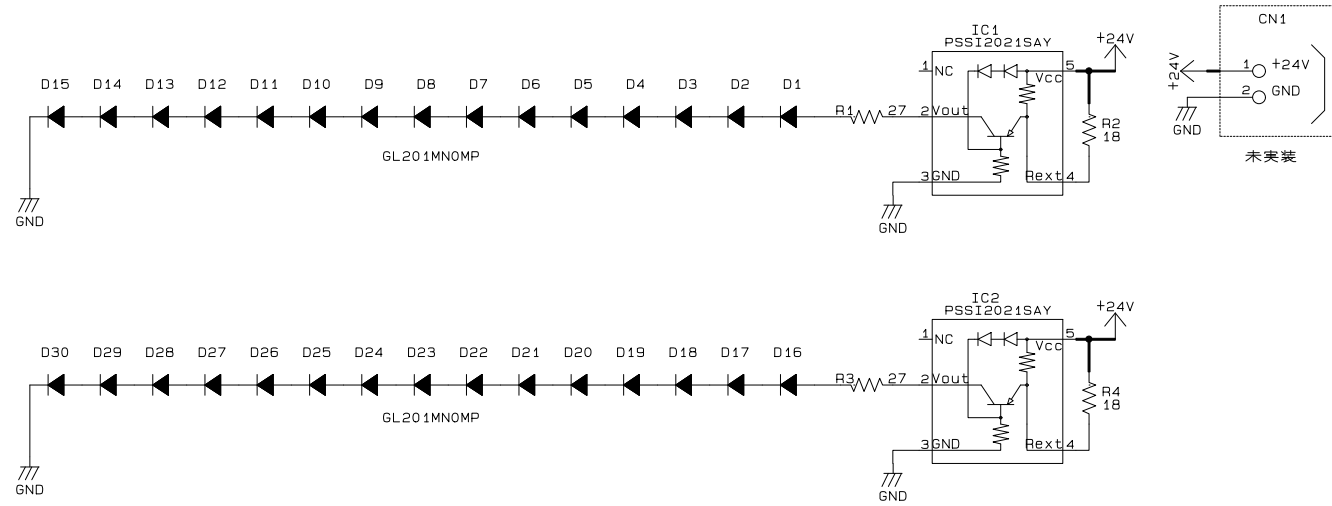 IC1
PSSI2021SAY
+24V
CN1
1 NC
5
Vcc
+24V
1
+24V
2
GND
GND
未実装
D15 D14 D13 D12 D11 D10 D9 D8 D7 D6 D5 D4 D3 D2 D1
R1 27 2 Vout
R2
18
GL201MN0MP
3 GND
Rext 4
GND
GND
IC2
PSSI2021SAY
+24V
1 NC
5
Vcc
D30 D29 D28 D27 D26 D25 D24 D23 D22 D21 D20 D19 D18 D17 D16
R3 27 2 Vout
R4
18
GL201MN0MP
3 GND
Rext 4
GND
GND